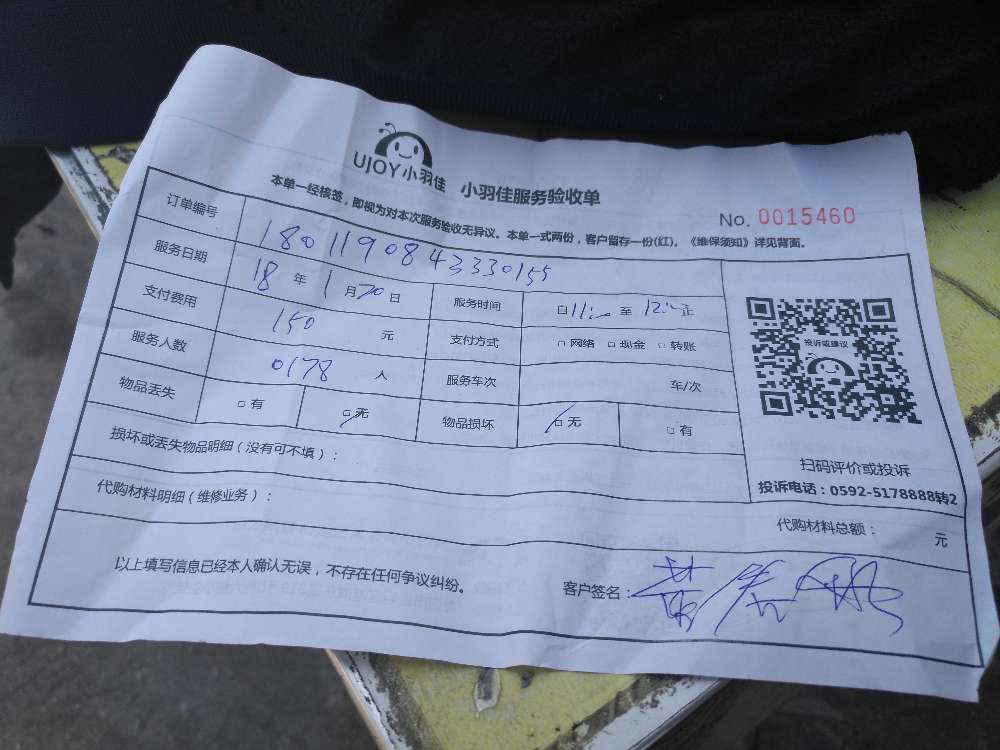 UJOY小羽佳 小羽佳服务验收单
No. 0015460
本单一经核签，即视为对本次服务验收无异议。本单一式两份，客户留存一份(红)。《维保须知》详见背面。
订单编号 18011908433330155
服务日期 18 年 1 月 20 日 服务时间 白 11: 至 12: 正
支付费用 150 元 支付方式 □ 网络 □ 现金 □ 转账
服务人数 0178 人 服务车次 车/次
物品丢失 □ 有 □ 无 物品损坏 □ 无 □ 有
投诉或建议
扫码评价或投诉
投诉电话：0592-5178888转2
损坏或丢失物品明细（没有可不填）：
代购材料明细（维修业务）：
代购材料总额： 元
以上填写信息已经本人确认无误，不存在任何争议纠纷。
客户签名：